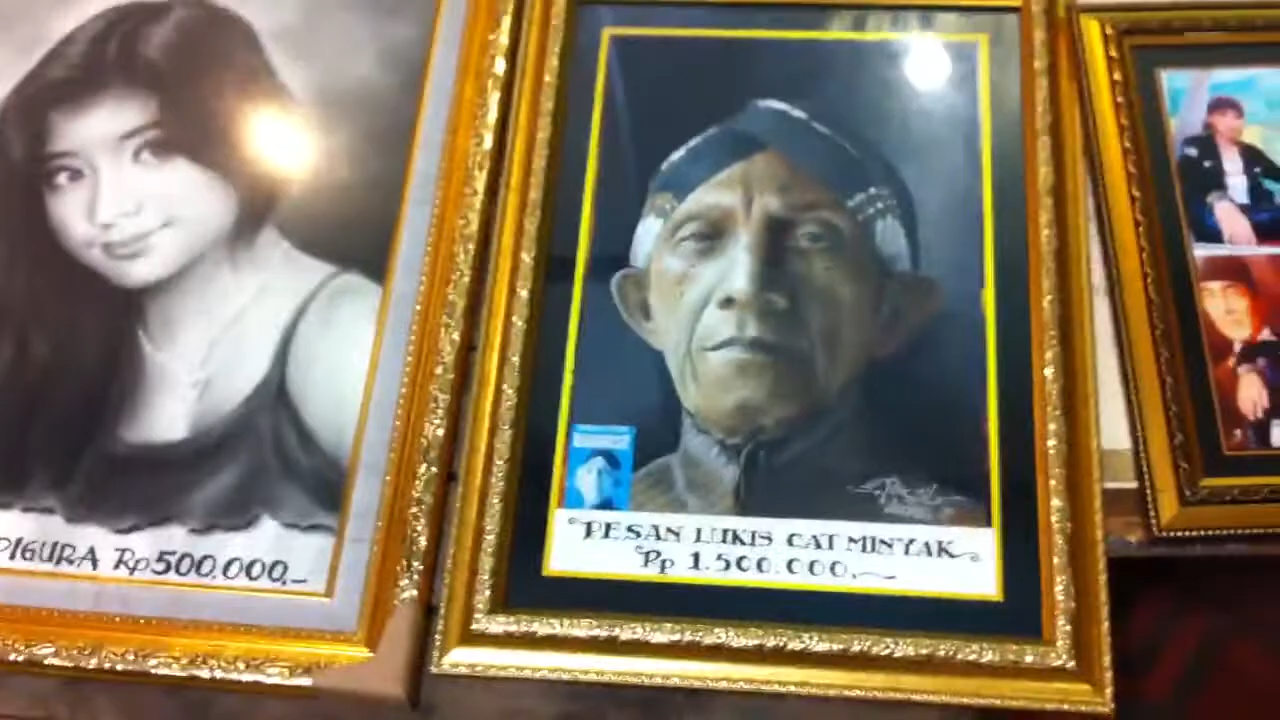 PIGURA Rp500.000,-
PESAN LUKIS CAT MINYAK
Rp 1.500.000,-